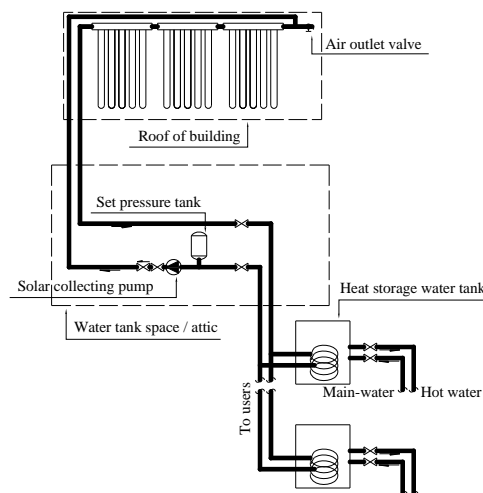 Air outlet valve
Roof of building
Set pressure tank
Solar collecting pump
Heat storage water tank
Water tank space / attic
Main-water
Hot water
To users